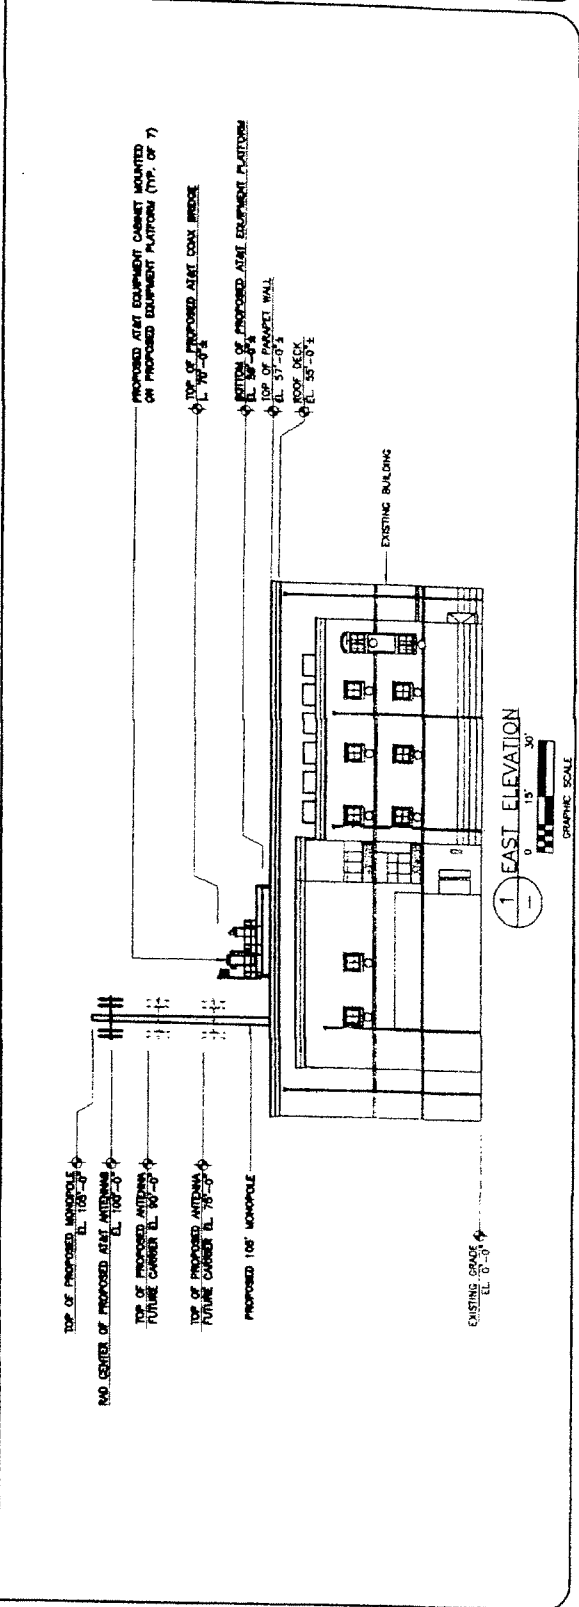 PROPOSED AT&T EQUIPMENT CABINET MOUNTED
ON PROPOSED EQUIPMENT PLATFORM (TYP. OF 7)
TOP OF PROPOSED AT&T COAX BRIDGE
EL. 70'-0"±
BOTTOM OF PROPOSED AT&T EQUIPMENT PLATFORM
EL.
TOP OF PARAPET WALL
EL. 57'-0"±
ROOF DECK
EL. 55'-0"±
EXISTING BUILDING
TOP OF PROPOSED MONOPOLE
EL. 105'-0"
RAD CENTER OF PROPOSED AT&T ANTENNAS
EL. 100'-0"
TOP OF PROPOSED ANTENNA
FUTURE CARRIER EL. 90'-0"
TOP OF PROPOSED ANTENNA
FUTURE CARRIER EL. 75'-0"
PROPOSED 105' MONOPOLE
EXISTING GRADE
EL. 0'-0"
1
EAST ELEVATION
0 15' 30'
GRAPHIC SCALE